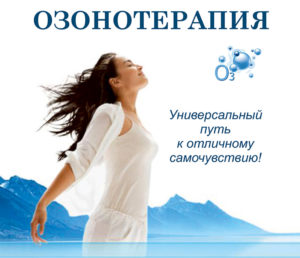 ОЗОНОТЕРАПИЯ
O3
Универсальный
путь
к отличному
самочувствию!